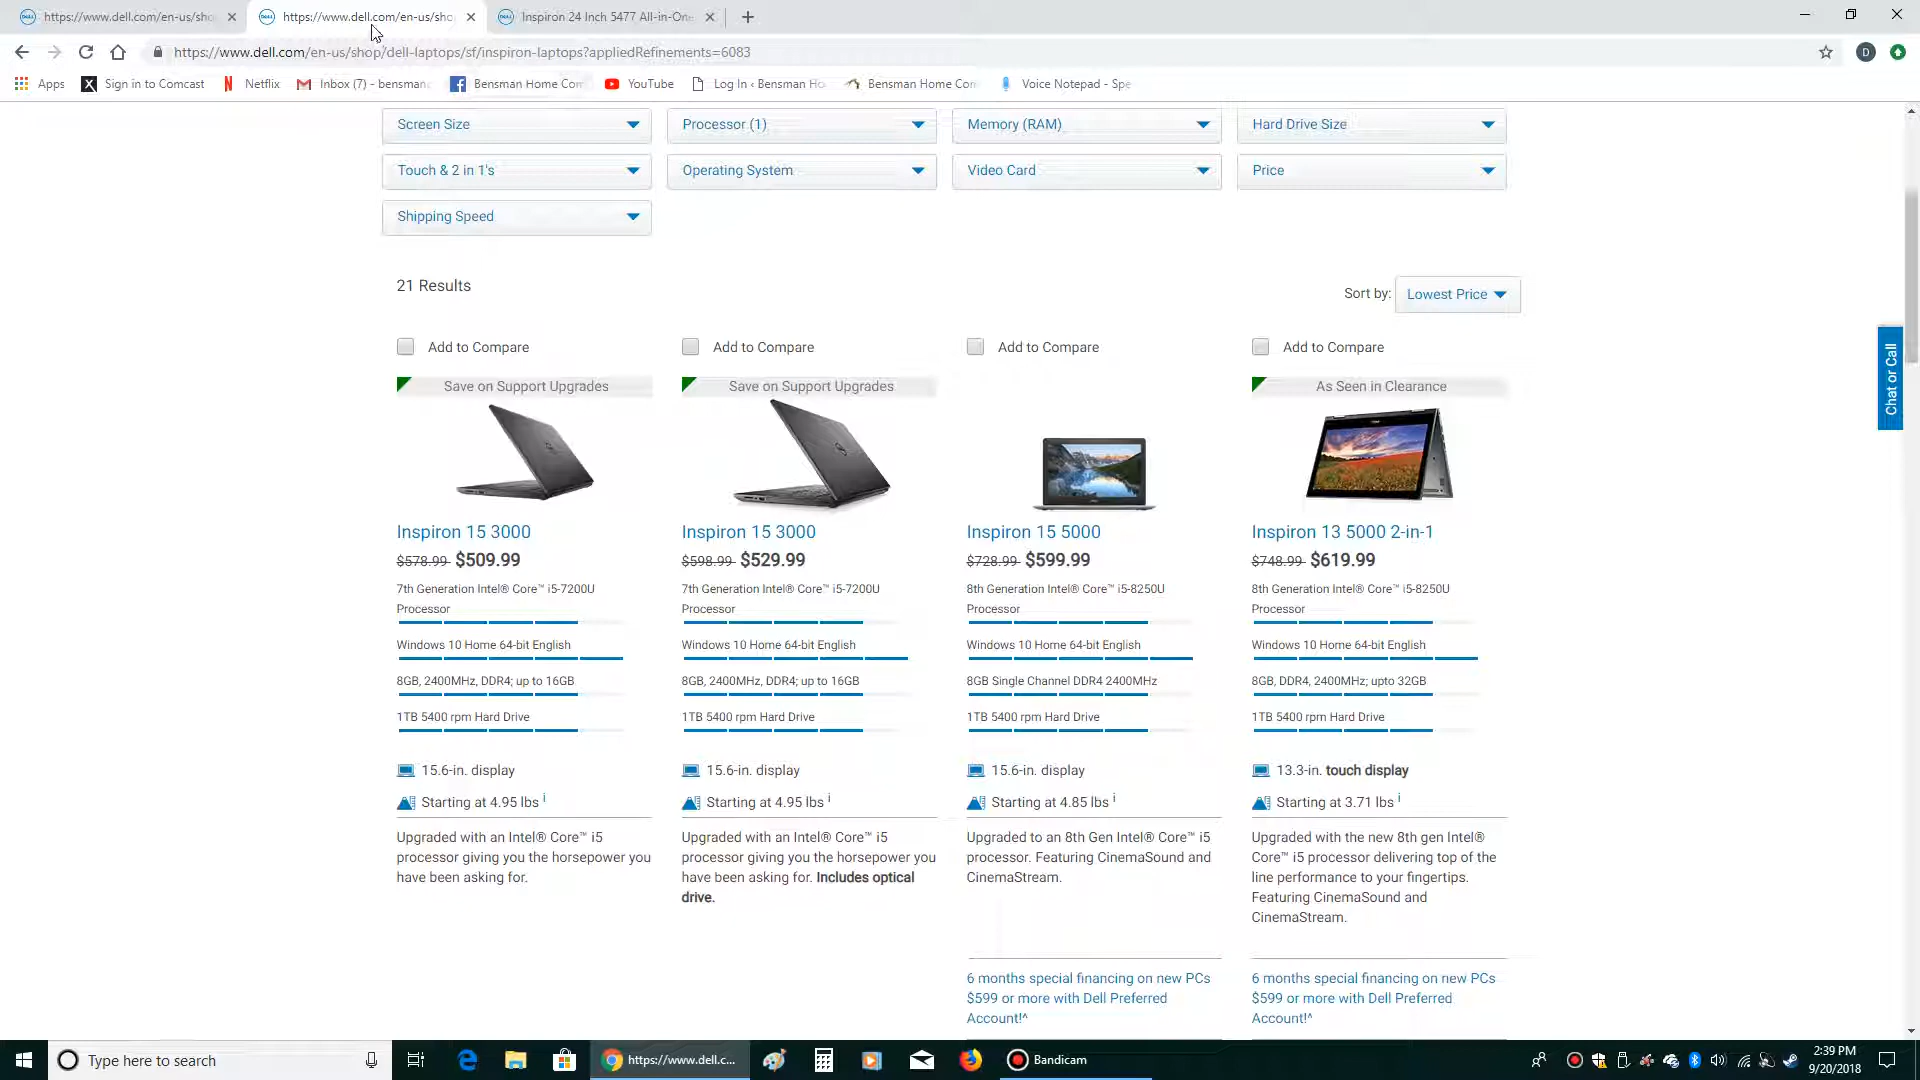 https://www.dell.com/en-us/sho
https://www.dell.com/en-us/sho
Inspiron 24 Inch 5477 All-in-One
https://www.dell.com/en-us/shop/dell-laptops/sf/inspiron-laptops?appliedRefinements=6083
D
Apps
Sign in to Comcast
Netflix
Inbox (7) - bensman
Bensman Home Com
YouTube
Log In ‹ Bensman Ho
Bensman Home Com
Voice Notepad - Spe
Screen Size
Processor (1)
Memory (RAM)
Hard Drive Size
Touch & 2 in 1's
Operating System
Video Card
Price
Shipping Speed
21 Results
Sort by: Lowest Price
Chat or Call
Add to Compare
Add to Compare
Add to Compare
Add to Compare
Save on Support Upgrades
Save on Support Upgrades
As Seen in Clearance
Inspiron 15 3000
$578.99 $509.99
7th Generation Intel® Core™ i5-7200U
Processor
Windows 10 Home 64-bit English
8GB, 2400MHz, DDR4; up to 16GB
1TB 5400 rpm Hard Drive
15.6-in. display
Starting at 4.95 lbs i
Upgraded with an Intel® Core™ i5
processor giving you the horsepower you
have been asking for.
Inspiron 15 3000
$598.99 $529.99
7th Generation Intel® Core™ i5-7200U
Processor
Windows 10 Home 64-bit English
8GB, 2400MHz, DDR4; up to 16GB
1TB 5400 rpm Hard Drive
15.6-in. display
Starting at 4.95 lbs i
Upgraded with an Intel® Core™ i5
processor giving you the horsepower you
have been asking for. Includes optical
drive.
Inspiron 15 5000
$728.99 $599.99
8th Generation Intel® Core™ i5-8250U
Processor
Windows 10 Home 64-bit English
8GB Single Channel DDR4 2400MHz
1TB 5400 rpm Hard Drive
15.6-in. display
Starting at 4.85 lbs i
Upgraded to an 8th Gen Intel® Core™ i5
processor. Featuring CinemaSound and
CinemaStream.
6 months special financing on new PCs
$599 or more with Dell Preferred
Account!^
Inspiron 13 5000 2-in-1
$748.99 $619.99
8th Generation Intel® Core™ i5-8250U
Processor
Windows 10 Home 64-bit English
8GB, DDR4, 2400MHz; upto 32GB
1TB 5400 rpm Hard Drive
13.3-in. touch display
Starting at 3.71 lbs i
Upgraded with the new 8th gen Intel®
Core™ i5 processor delivering top of the
line performance to your fingertips.
Featuring CinemaSound and
CinemaStream.
6 months special financing on new PCs
$599 or more with Dell Preferred
Account!^
Type here to search
https://www.dell.c...
Bandicam
2:39 PM
9/20/2018